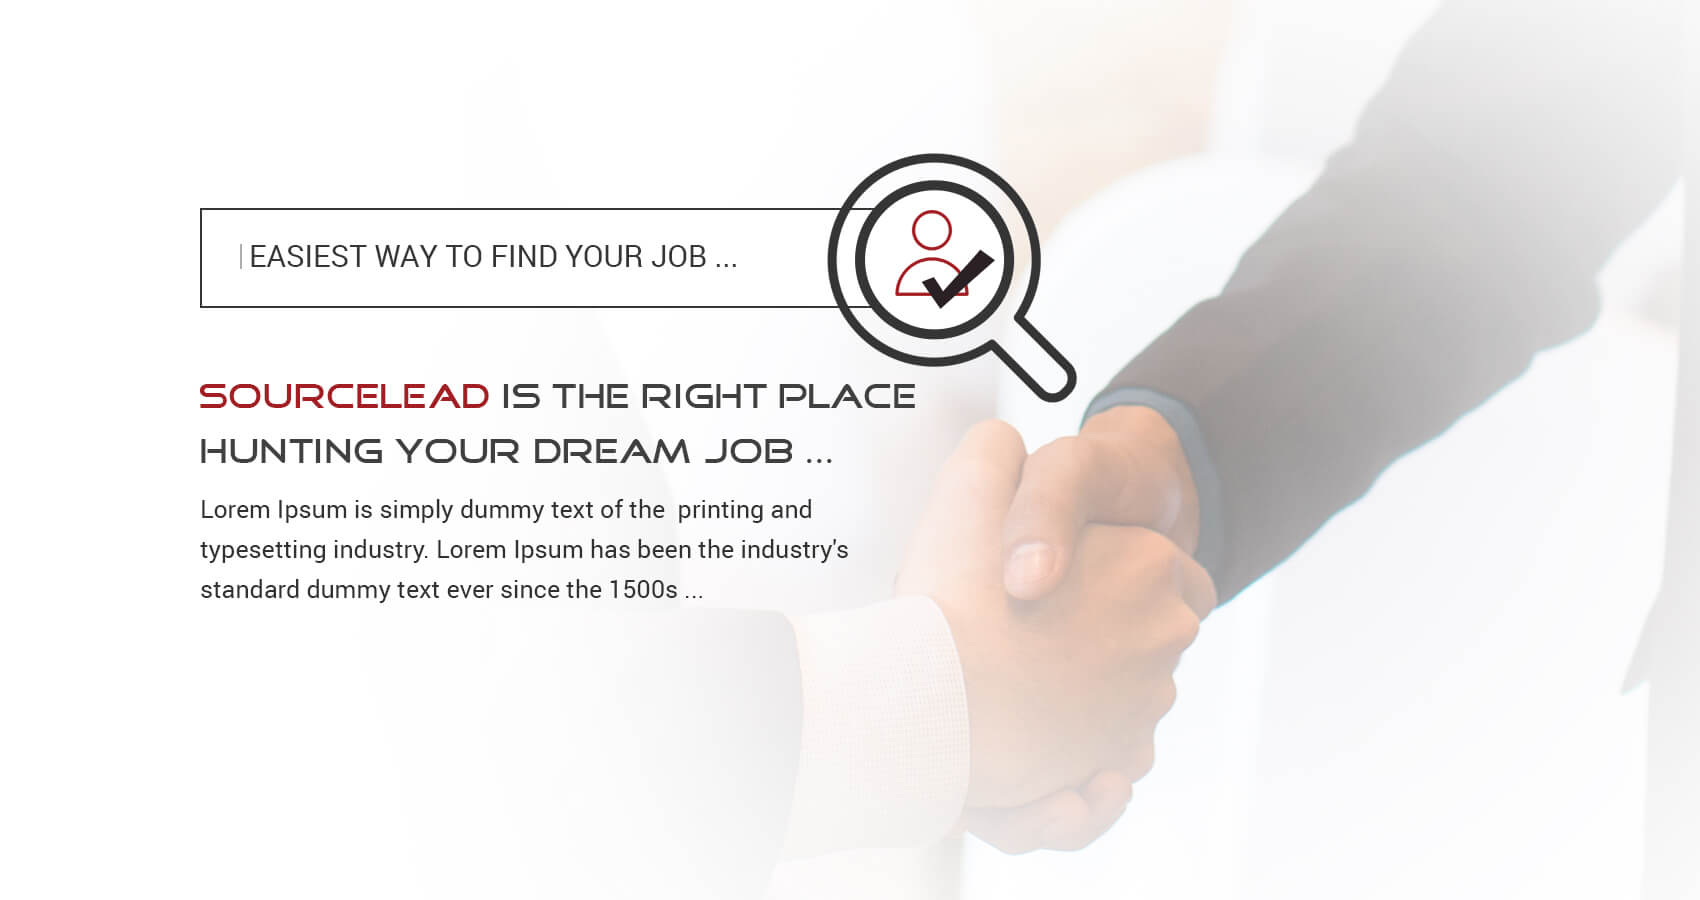 EASIEST WAY TO FIND YOUR JOB ...
SOURCELEAD IS THE RIGHT PLACE
HUNTING YOUR DREAM JOB ...
Lorem Ipsum is simply dummy text of the  printing and
typesetting industry. Lorem Ipsum has been the industry's
standard dummy text ever since the 1500s ...